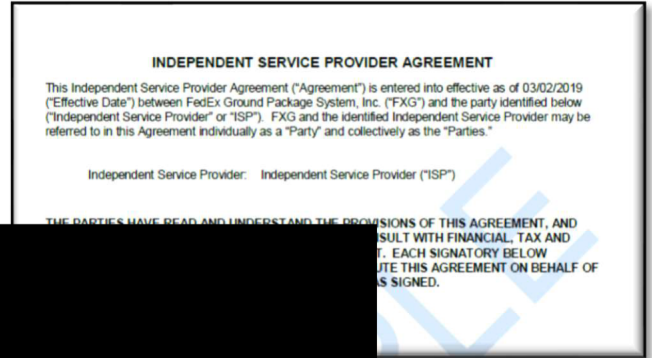 INDEPENDENT SERVICE PROVIDER AGREEMENT
This Independent Service Provider Agreement ("Agreement") is entered into effective as of 03/02/2019
("Effective Date") between FedEx Ground Package System, Inc. ("FXG") and the party identified below
("Independent Service Provider" or "ISP"). FXG and the identified Independent Service Provider may be
referred to in this Agreement individually as a "Party" and collectively as the "Parties."
Independent Service Provider: Independent Service Provider ("ISP")
THE PARTIES HAVE READ AND UNDERSTAND THE PROVISIONS OF THIS AGREEMENT, AND
WITH FINANCIAL, TAX AND
EACH SIGNATORY BELOW
THIS AGREEMENT ON BEHALF OF
SIGNED.